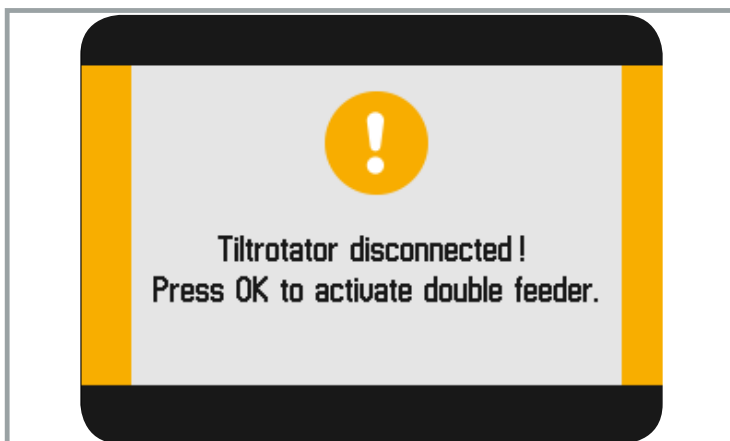 Tiltrotator disconnected!
Press OK to activate double feeder.